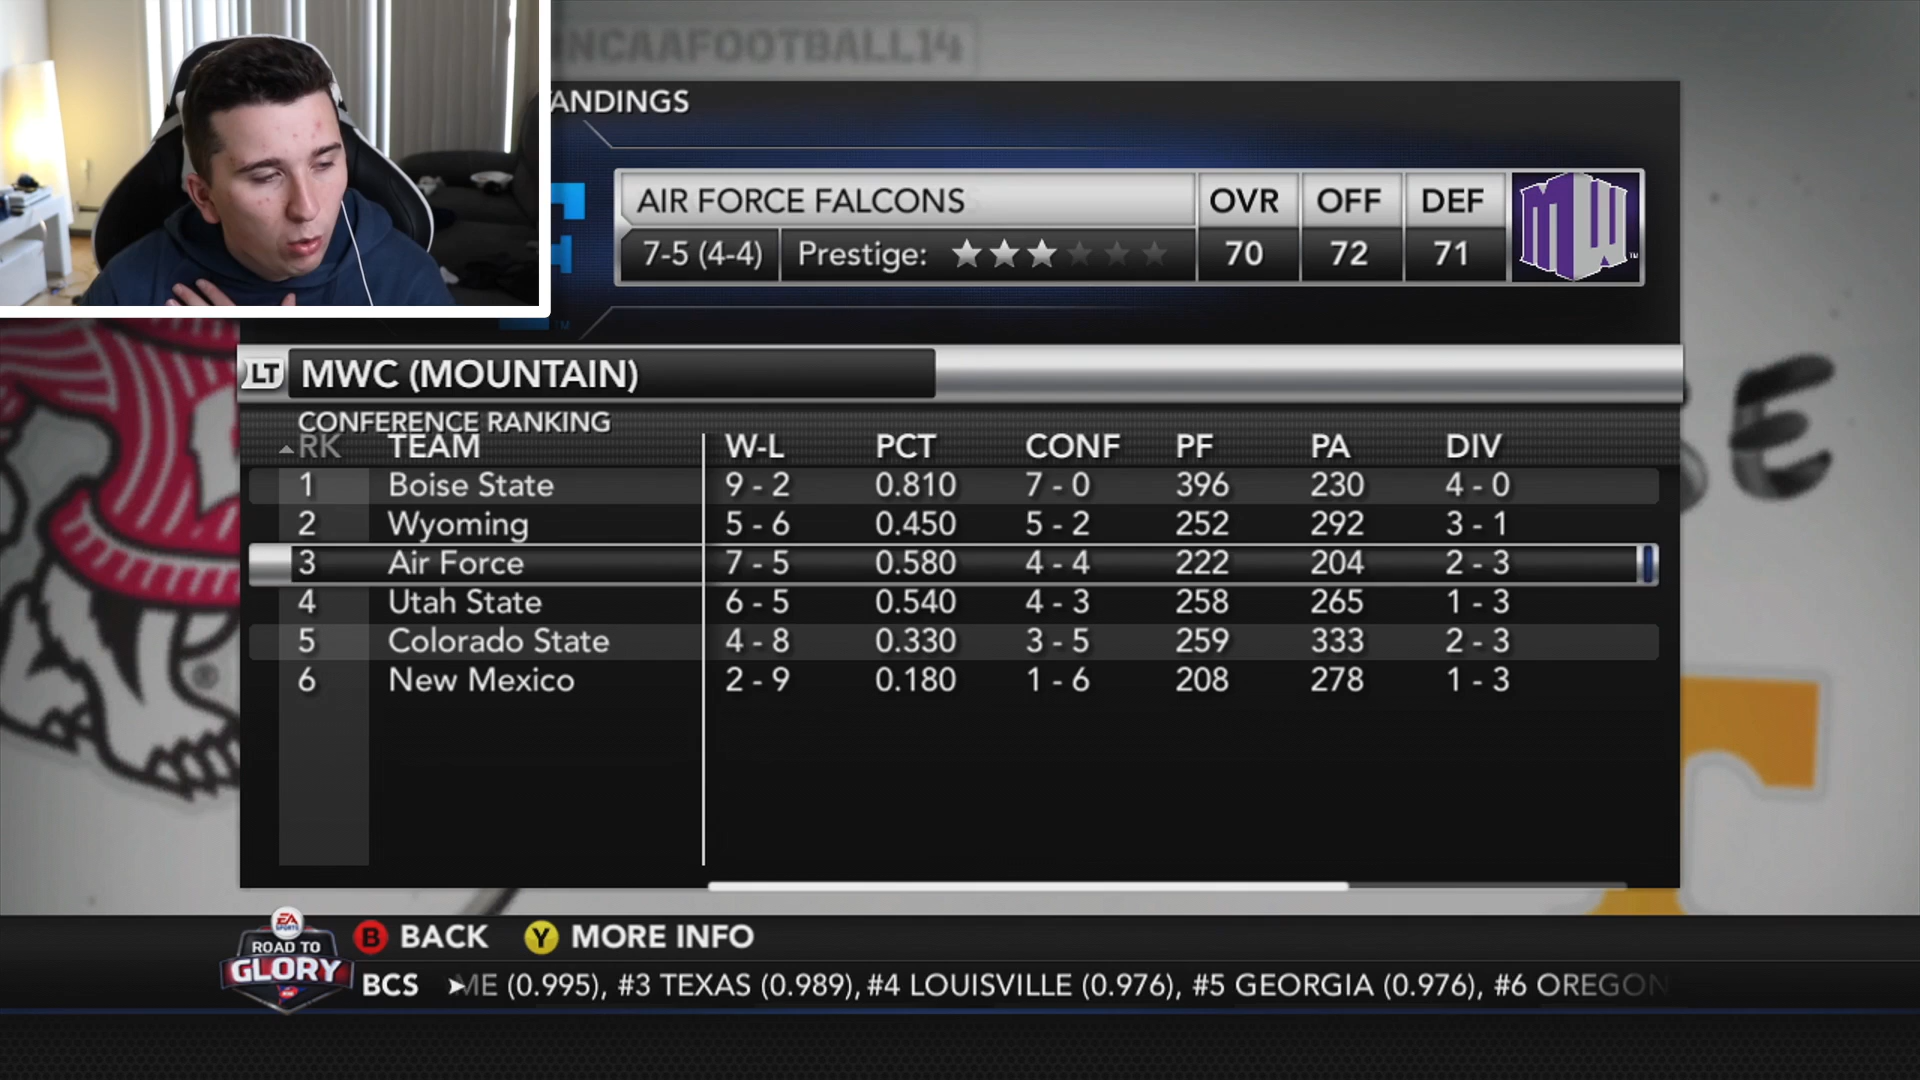 NCAAFOOTBALL14
ANDINGS
AIR FORCE FALCONS OVR OFF DEF MW
7-5 (4-4) Prestige: 70 72 71
LT MWC (MOUNTAIN)
CONFERENCE RANKING
RK TEAM W-L PCT CONF PF PA DIV
1 Boise State 9 - 2 0.810 7 - 0 396 230 4 - 0
2 Wyoming 5 - 6 0.450 5 - 2 252 292 3 - 1
3 Air Force 7 - 5 0.580 4 - 4 222 204 2 - 3
4 Utah State 6 - 5 0.540 4 - 3 258 265 1 - 3
5 Colorado State 4 - 8 0.330 3 - 5 259 333 2 - 3
6 New Mexico 2 - 9 0.180 1 - 6 208 278 1 - 3
EA SPORTS
ROAD TO
GLORY
B BACK Y MORE INFO
BCS ME (0.995), #3 TEXAS (0.989), #4 LOUISVILLE (0.976), #5 GEORGIA (0.976), #6 OREGON